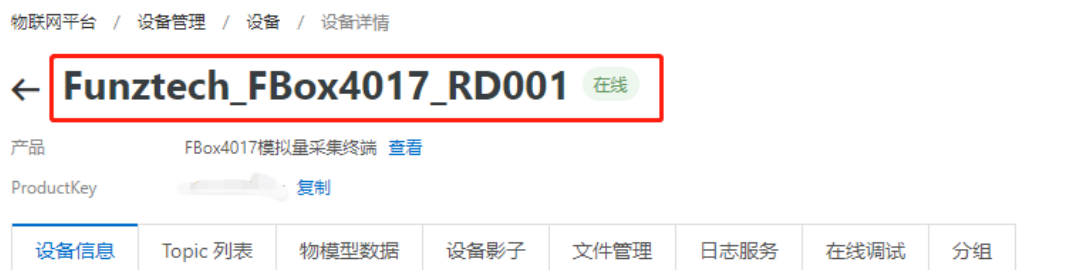 物联网平台 / 设备管理 / 设备 / 设备详情
← Funztech_FBox4017_RD001 在线
产品 FBox4017模拟量采集终端 查看
ProductKey 复制
设备信息 Topic 列表 物模型数据 设备影子 文件管理 日志服务 在线调试 分组